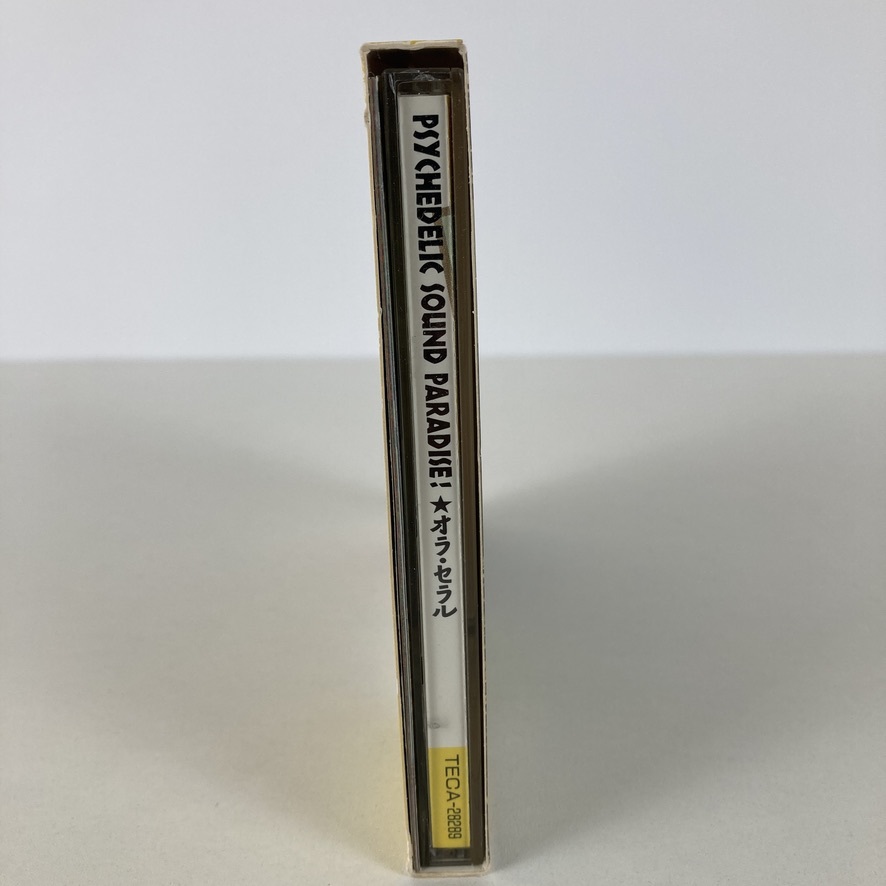 PSYCHEDELIC SOUND PARADISE! ★オラ・セラル
TECA-28289